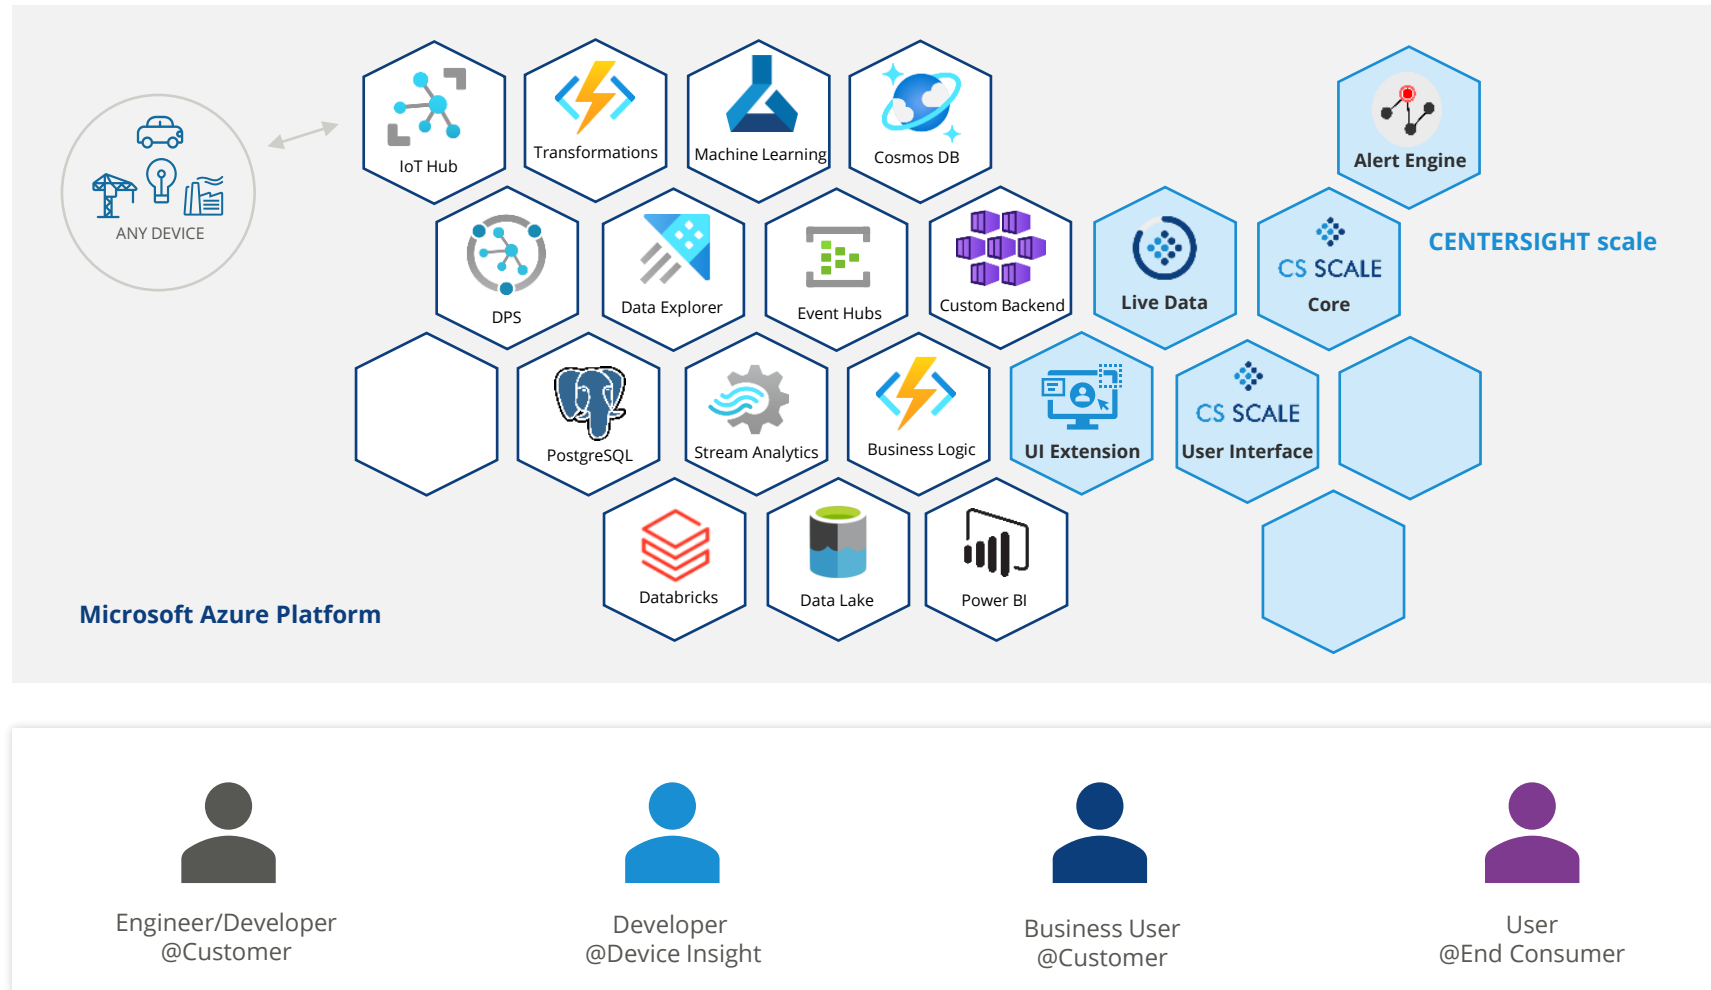 IoT Hub
Transformations
Machine Learning
Cosmos DB
Alert Engine
ANY DEVICE
DPS
Data Explorer
Event Hubs
Custom Backend
Live Data
CS SCALE
Core
CENTERSIGHT scale
PostgreSQL
Stream Analytics
Business Logic
UI Extension
CS SCALE
User Interface
Databricks
Data Lake
Power BI
Microsoft Azure Platform
Engineer/Developer
@Customer
Developer
@Device Insight
Business User
@Customer
User
@End Consumer